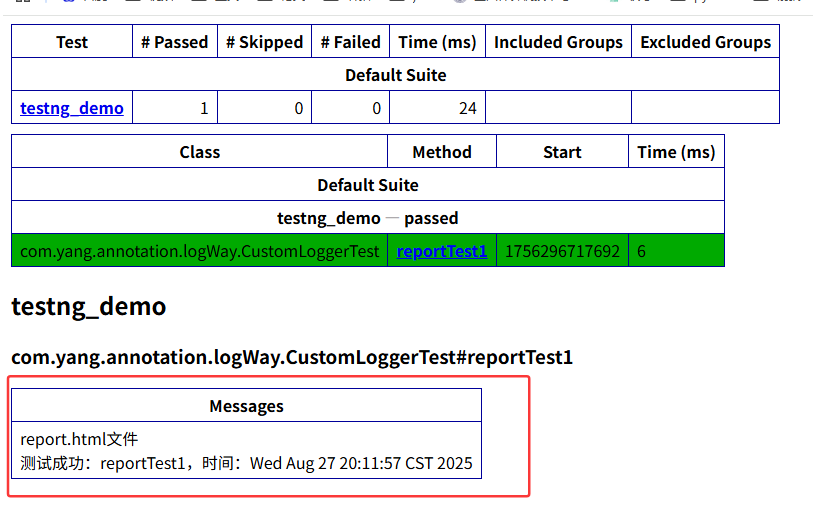 Test # Passed # Skipped # Failed Time (ms) Included Groups Excluded Groups
Default Suite
testng_demo 1 0 0 24
Class Method Start Time (ms)
Default Suite
testng_demo — passed
com.yang.annotation.logWay.CustomLoggerTest reportTest1 1756296717692 6
testng_demo
com.yang.annotation.logWay.CustomLoggerTest#reportTest1
Messages
report.html文件
测试成功：reportTest1，时间：Wed Aug 27 20:11:57 CST 2025